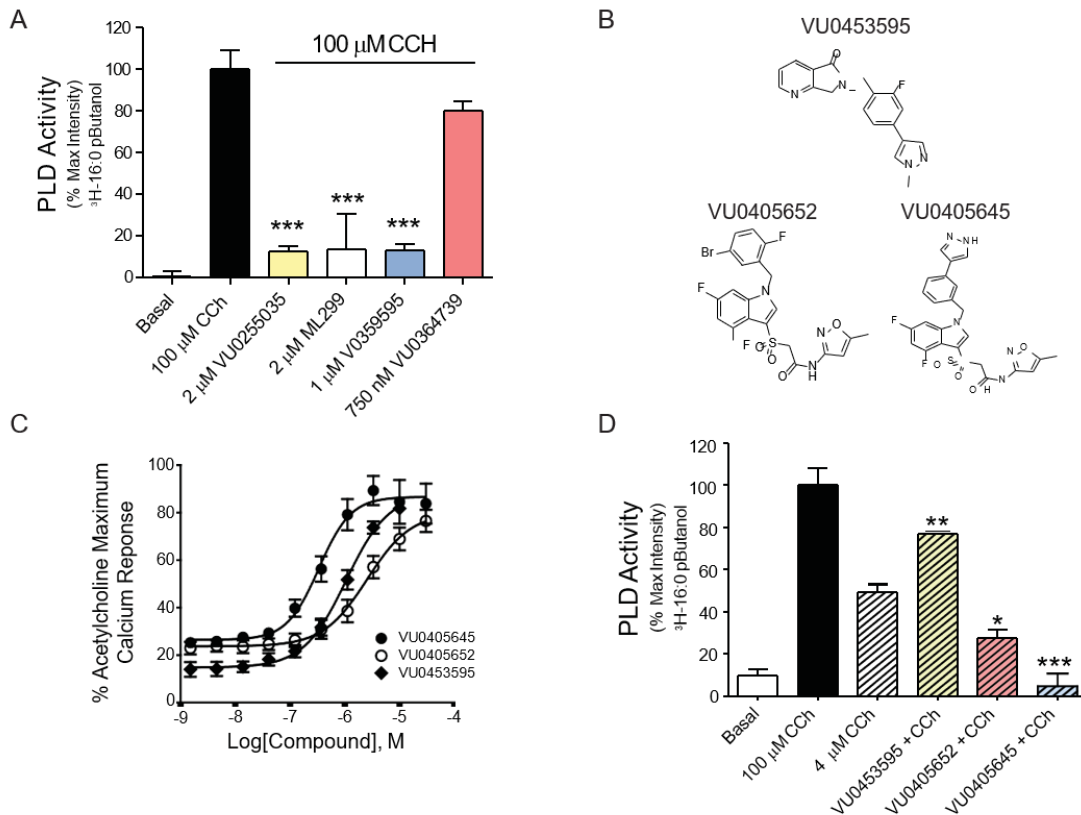 A
100 µM CCH
PLD Activity
(% Max Intensity)
³H-16:0 pButanol
120
100
80
60
40
20
0
***
***
***
Basal
100 µM CCh
2 µM VU0255035
2 µM ML299
1 µM V0359595
750 nM VU0364739
B
VU0453595
O
N
N
F
N
N
VU0405652
Br
F
F
N
F
O
S
O
O
N
H
N
O
VU0405645
N
NH
F
N
F
O
S
O
O
N
H
N
O
C
% Acetylcholine Maximum
Calcium Reponse
100
80
60
40
20
0
VU0405645
VU0405652
VU0453595
-9
-8
-7
-6
-5
-4
Log[Compound], M
D
PLD Activity
(% Max Intensity)
³H-16:0 pButanol
120
100
80
60
40
20
0
**
*
***
Basal
100 µM CCh
4 µM CCh
VU0453595 +CCh
VU0405652 +CCh
VU0405645 +CCh